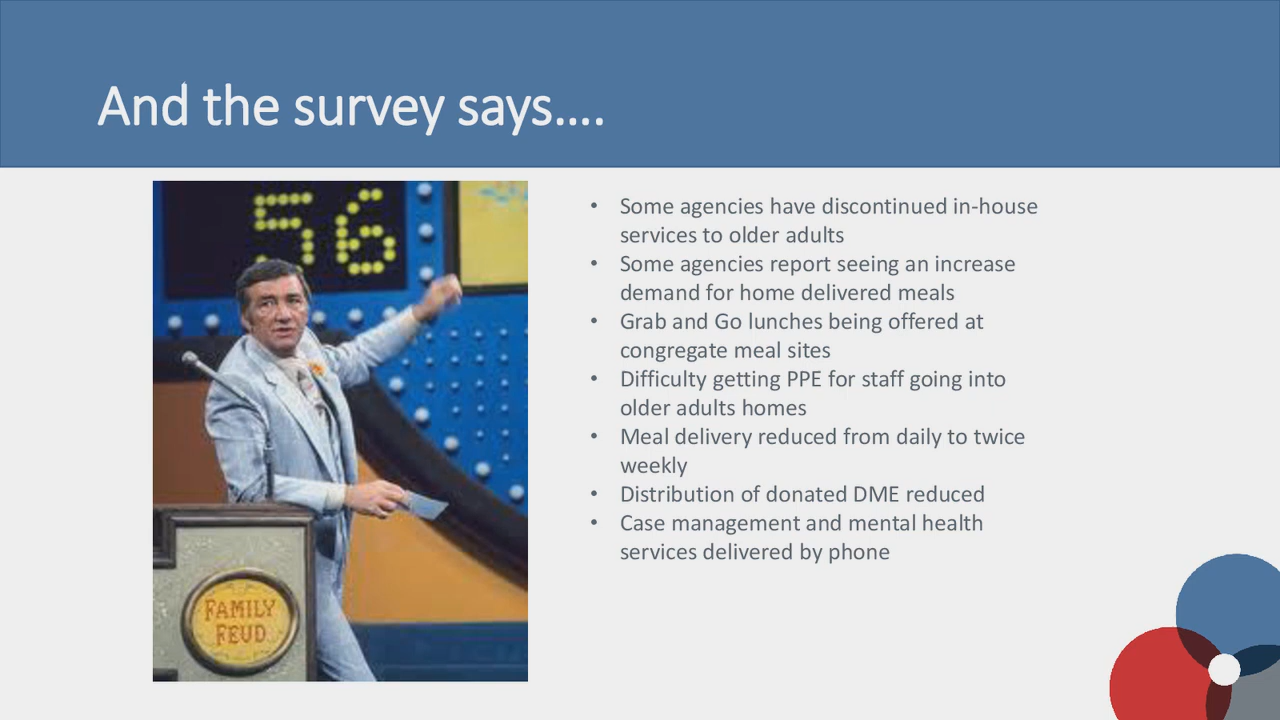 And the survey says....
56
FAMILY
FEUD
• Some agencies have discontinued in-house
services to older adults
• Some agencies report seeing an increase
demand for home delivered meals
• Grab and Go lunches being offered at
congregate meal sites
• Difficulty getting PPE for staff going into
older adults homes
• Meal delivery reduced from daily to twice
weekly
• Distribution of donated DME reduced
• Case management and mental health
services delivered by phone